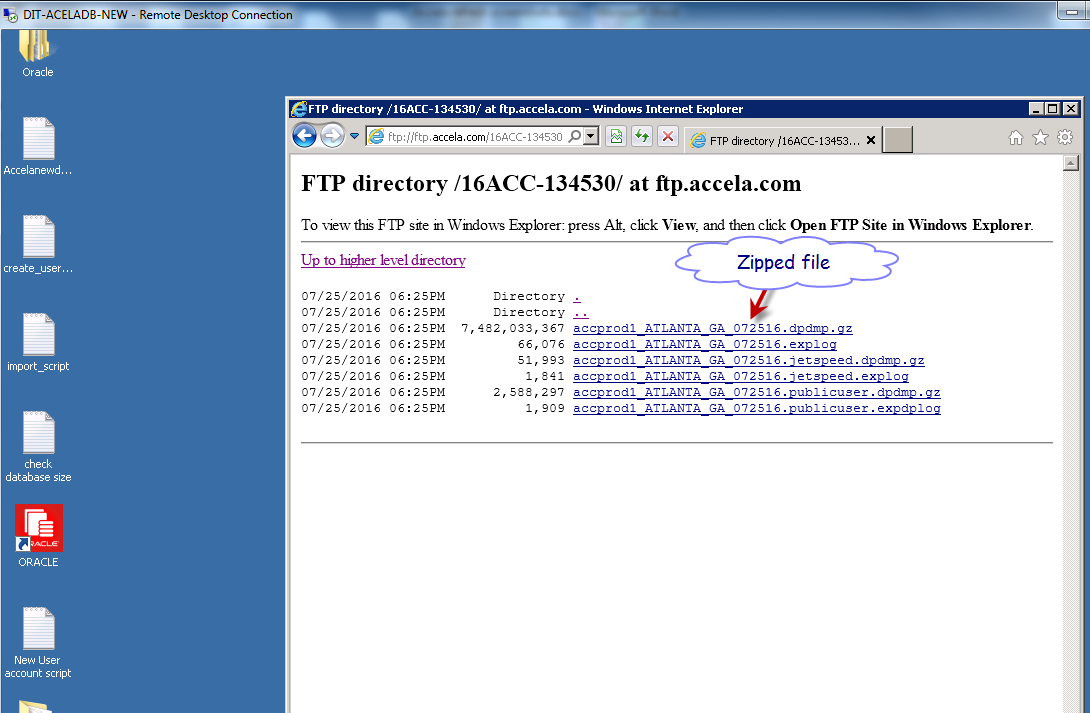 DIT-ACELADB-NEW - Remote Desktop Connection
Oracle
Accelanewd...
create_user...
import_script
check
database size
ORACLE
ORACLE
New User
account script
FTP directory /16ACC-134530/ at ftp.accela.com - Windows Internet Explorer
ftp://ftp.accela.com/16ACC-134530
FTP directory /16ACC-13453...
FTP directory /16ACC-134530/ at ftp.accela.com
To view this FTP site in Windows Explorer: press Alt, click View, and then click Open FTP Site in Windows Explorer.
Up to higher level directory
Zipped file
07/25/2016 06:25PM Directory .
07/25/2016 06:25PM Directory ..
07/25/2016 06:25PM 7,482,033,367 accprod1_ATLANTA_GA_072516.dpdmp.gz
07/25/2016 06:25PM 66,076 accprod1_ATLANTA_GA_072516.explog
07/25/2016 06:25PM 51,993 accprod1_ATLANTA_GA_072516.jetspeed.dpdmp.gz
07/25/2016 06:25PM 1,841 accprod1_ATLANTA_GA_072516.jetspeed.explog
07/25/2016 06:25PM 2,588,297 accprod1_ATLANTA_GA_072516.publicuser.dpdmp.gz
07/25/2016 06:25PM 1,909 accprod1_ATLANTA_GA_072516.publicuser.expdplog